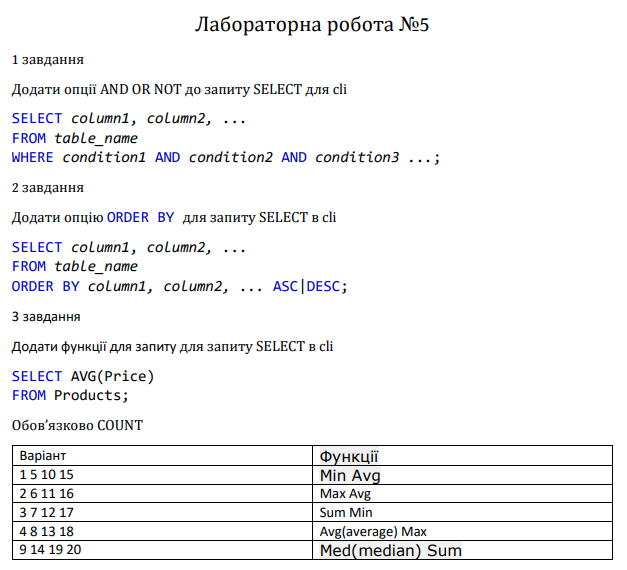 Лабораторна робота №5
1 завдання
Додати опції AND OR NOT до запиту SELECT для cli
SELECT column1, column2, ...
FROM table_name
WHERE condition1 AND condition2 AND condition3 ...;
2 завдання
Додати опцію ORDER BY для запиту SELECT в cli
SELECT column1, column2, ...
FROM table_name
ORDER BY column1, column2, ... ASC|DESC;
3 завдання
Додати функції для запиту для запиту SELECT в cli
SELECT AVG(Price)
FROM Products;
Обов’язково COUNT
Варіант Функції
1 5 10 15 Min Avg
2 6 11 16 Max Avg
3 7 12 17 Sum Min
4 8 13 18 Avg(average) Max
9 14 19 20 Med(median) Sum